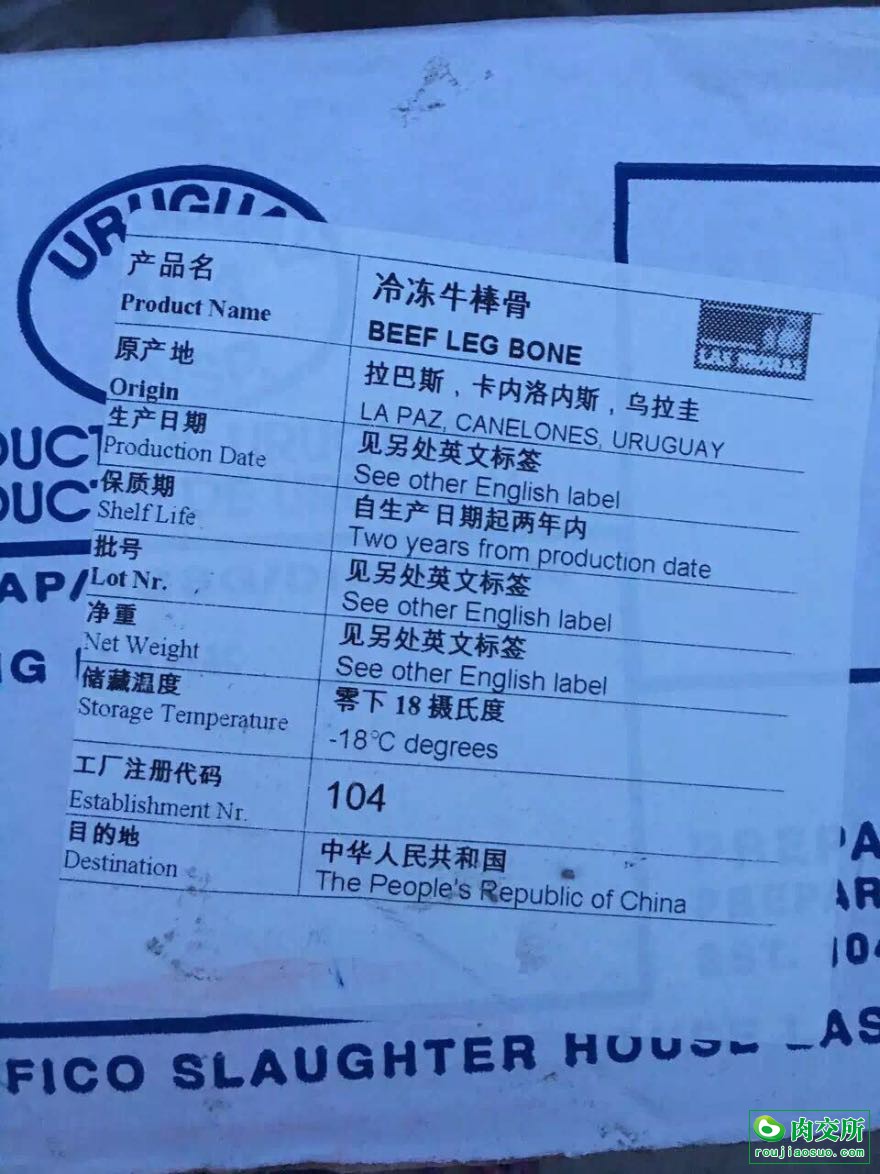 产品名
Product Name
冷冻牛棒骨
BEEF LEG BONE
原产地
Origin
拉巴斯，卡内洛内斯，乌拉圭
LA PAZ, CANELONES, URUGUAY
生产日期
Production Date
见另处英文标签
See other English label
保质期
Shelf Life
自生产日期起两年内
Two years from production date
批号
Lot Nr.
见另处英文标签
See other English label
净重
Net Weight
见另处英文标签
See other English label
储藏温度
Storage Temperature
零下 18 摄氏度
-18℃ degrees
工厂注册代码
Establishment Nr.
104
目的地
Destination
中华人民共和国
The People's Republic of China
FICO SLAUGHTER HOUSE LAS
肉交所
roujiaosuo.com